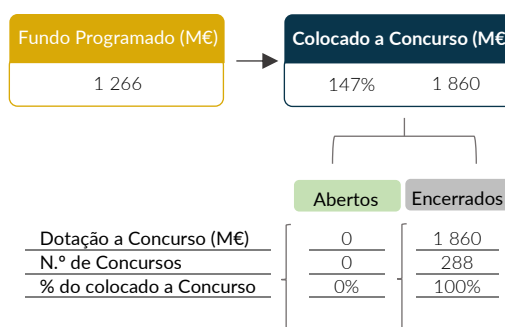 Fundo Programado (M€)
1 266
Colocado a Concurso (M€
147% 1 860
Abertos Encerrados
Dotação a Concurso (M€) 0 1 860
N.º de Concursos 0 288
% do colocado a Concurso 0% 100%